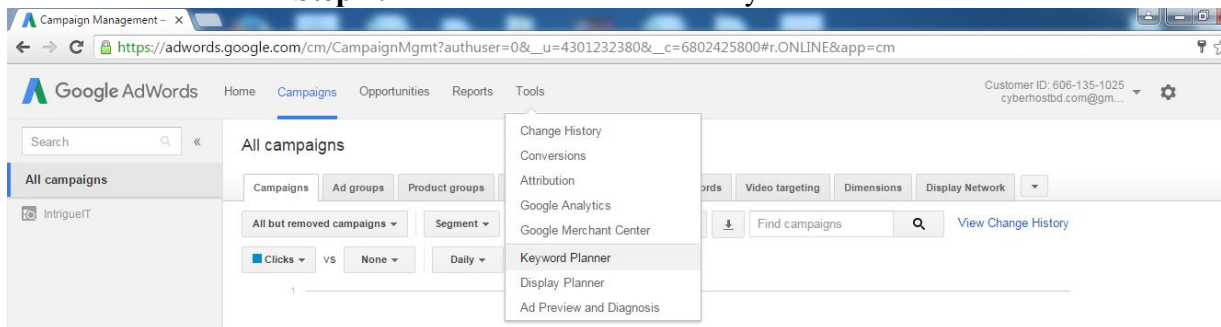 Campaign Management -
https://adwords.google.com/cm/CampaignMgmt?authuser=0&__u=4301232380&__c=6802425800#r.ONLINE&app=cm
Google AdWords Home Campaigns Opportunities Reports Tools
Customer ID: 606-135-1025
cyberhostbd.com@gm...
Search
All campaigns
IntrigueIT
All campaigns
Campaigns Ad groups Product groups Video targeting Dimensions Display Network
All but removed campaigns Segment Find campaigns View Change History
Clicks VS None Daily
1
Change History
Conversions
Attribution
Google Analytics
Google Merchant Center
Keyword Planner
Display Planner
Ad Preview and Diagnosis